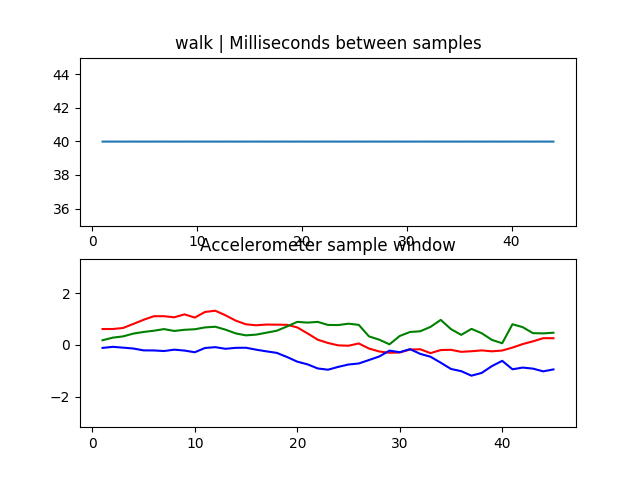 walk | Milliseconds between samples
44
42
40
38
36
0 10 20 30 40
Accelerometer sample window
2
0
−2
0 10 20 30 40